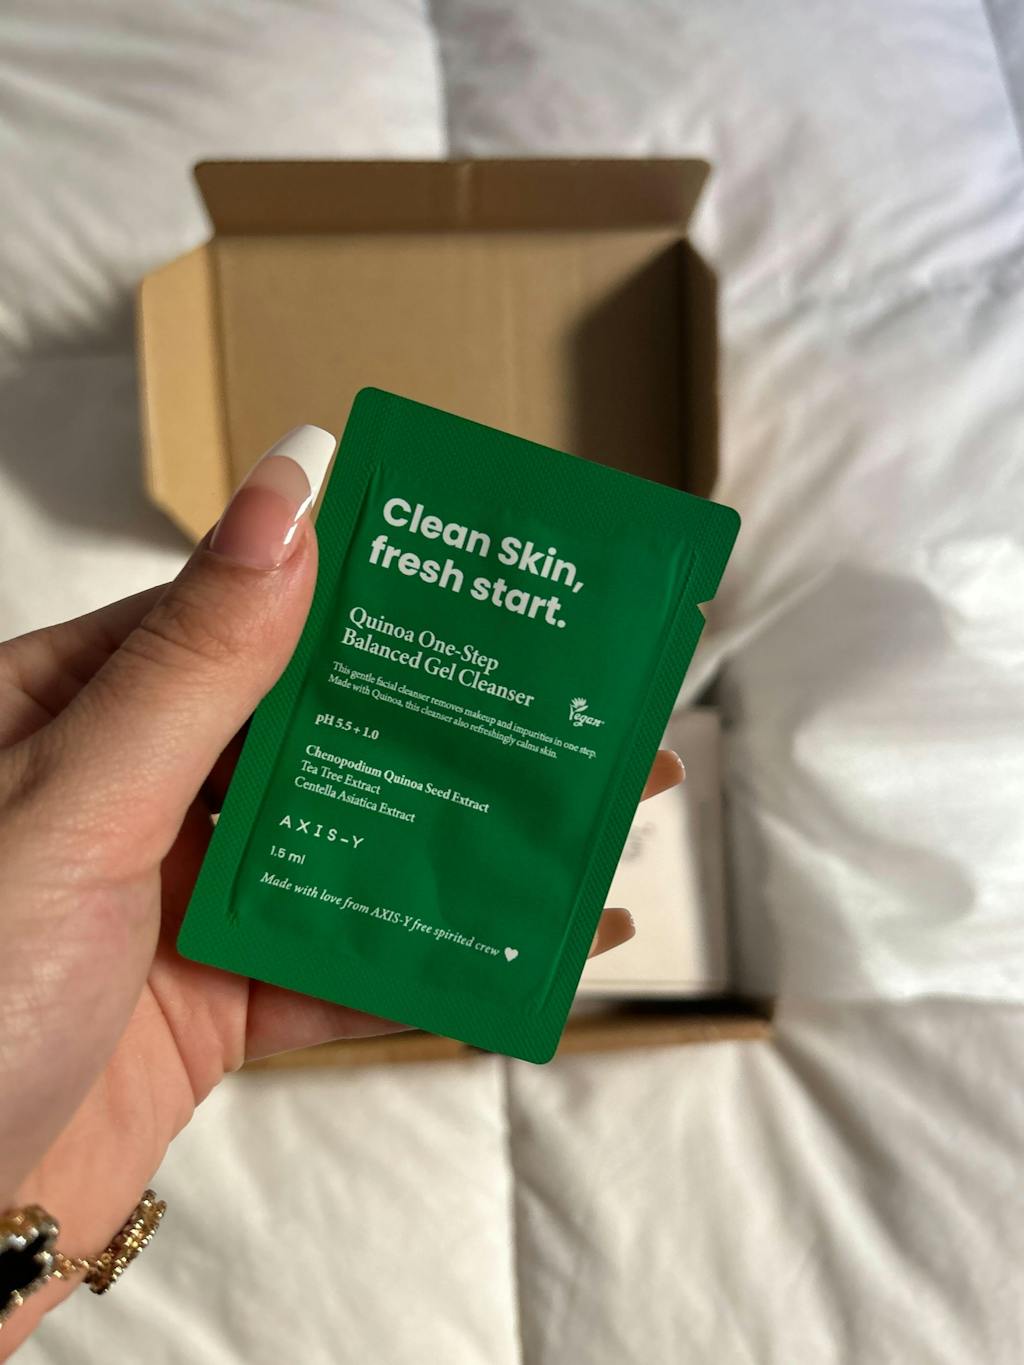 Clean Skin,
fresh start.
Quinoa One-Step
Balanced Gel Cleanser
This gentle facial cleanser removes makeup and impurities in one step.
Made with Quinoa, this cleanser also refreshingly calms skin.
Vegan
pH 5.5 + 1.0
Chenopodium Quinoa Seed Extract
Tea Tree Extract
Centella Asiatica Extract
AXIS-Y
1.5 ml
Made with love from AXIS-Y free spirited crew